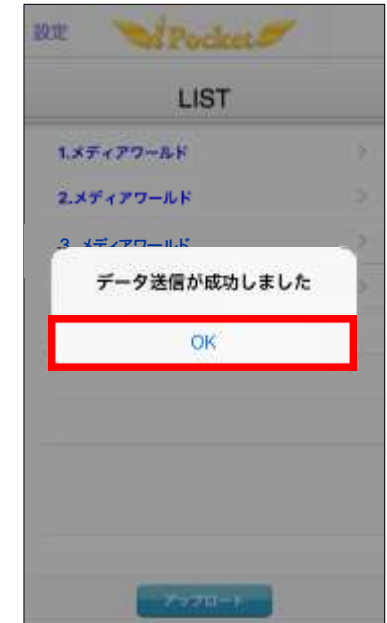 設定
iPocket
LIST
1.メディアワールド
2.メディアワールド
3.メディアワールド
データ送信が成功しました
OK
アップロード